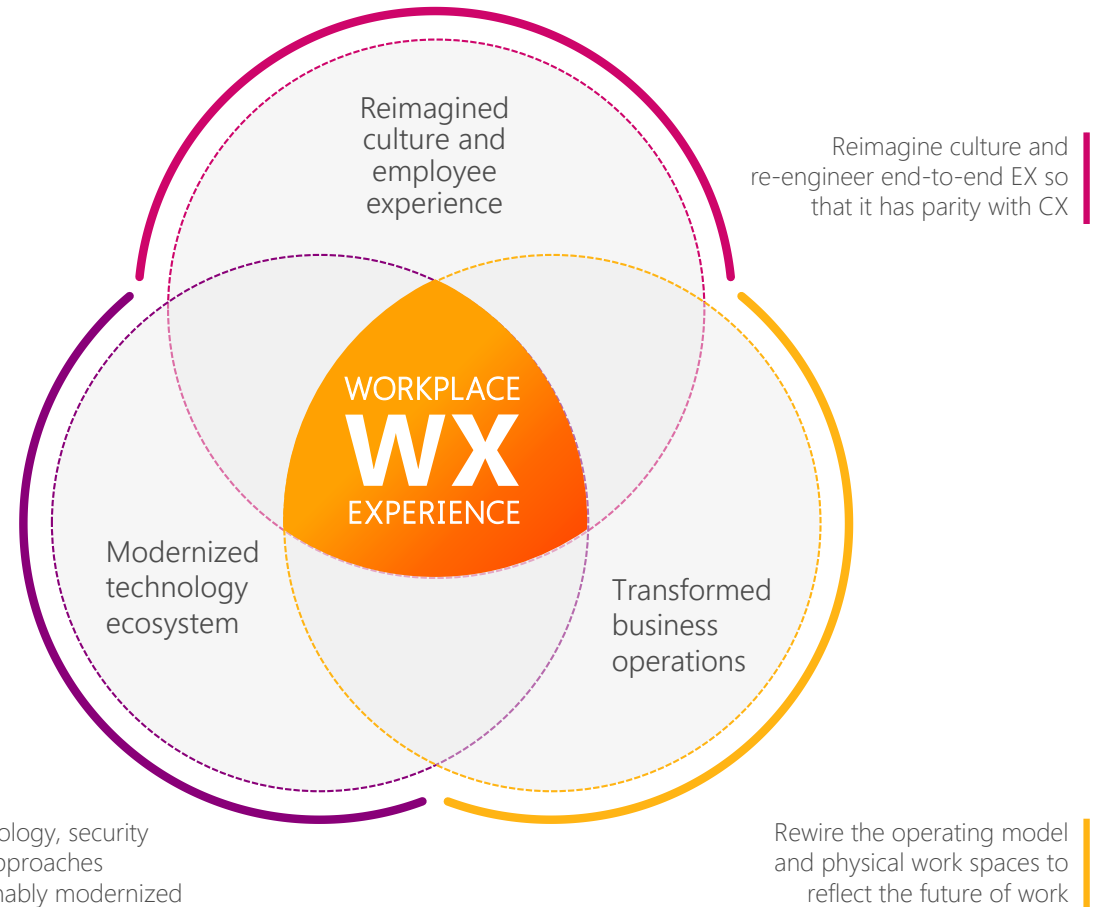 Reimagined
culture and
employee
experience
Reimagine culture and
re-engineer end-to-end EX so
that it has parity with CX
WORKPLACE
WX
EXPERIENCE
Modernized
technology
ecosystem
Transformed
business
operations
ology, security
pproaches
nably modernized
Rewire the operating model
and physical work spaces to
reflect the future of work